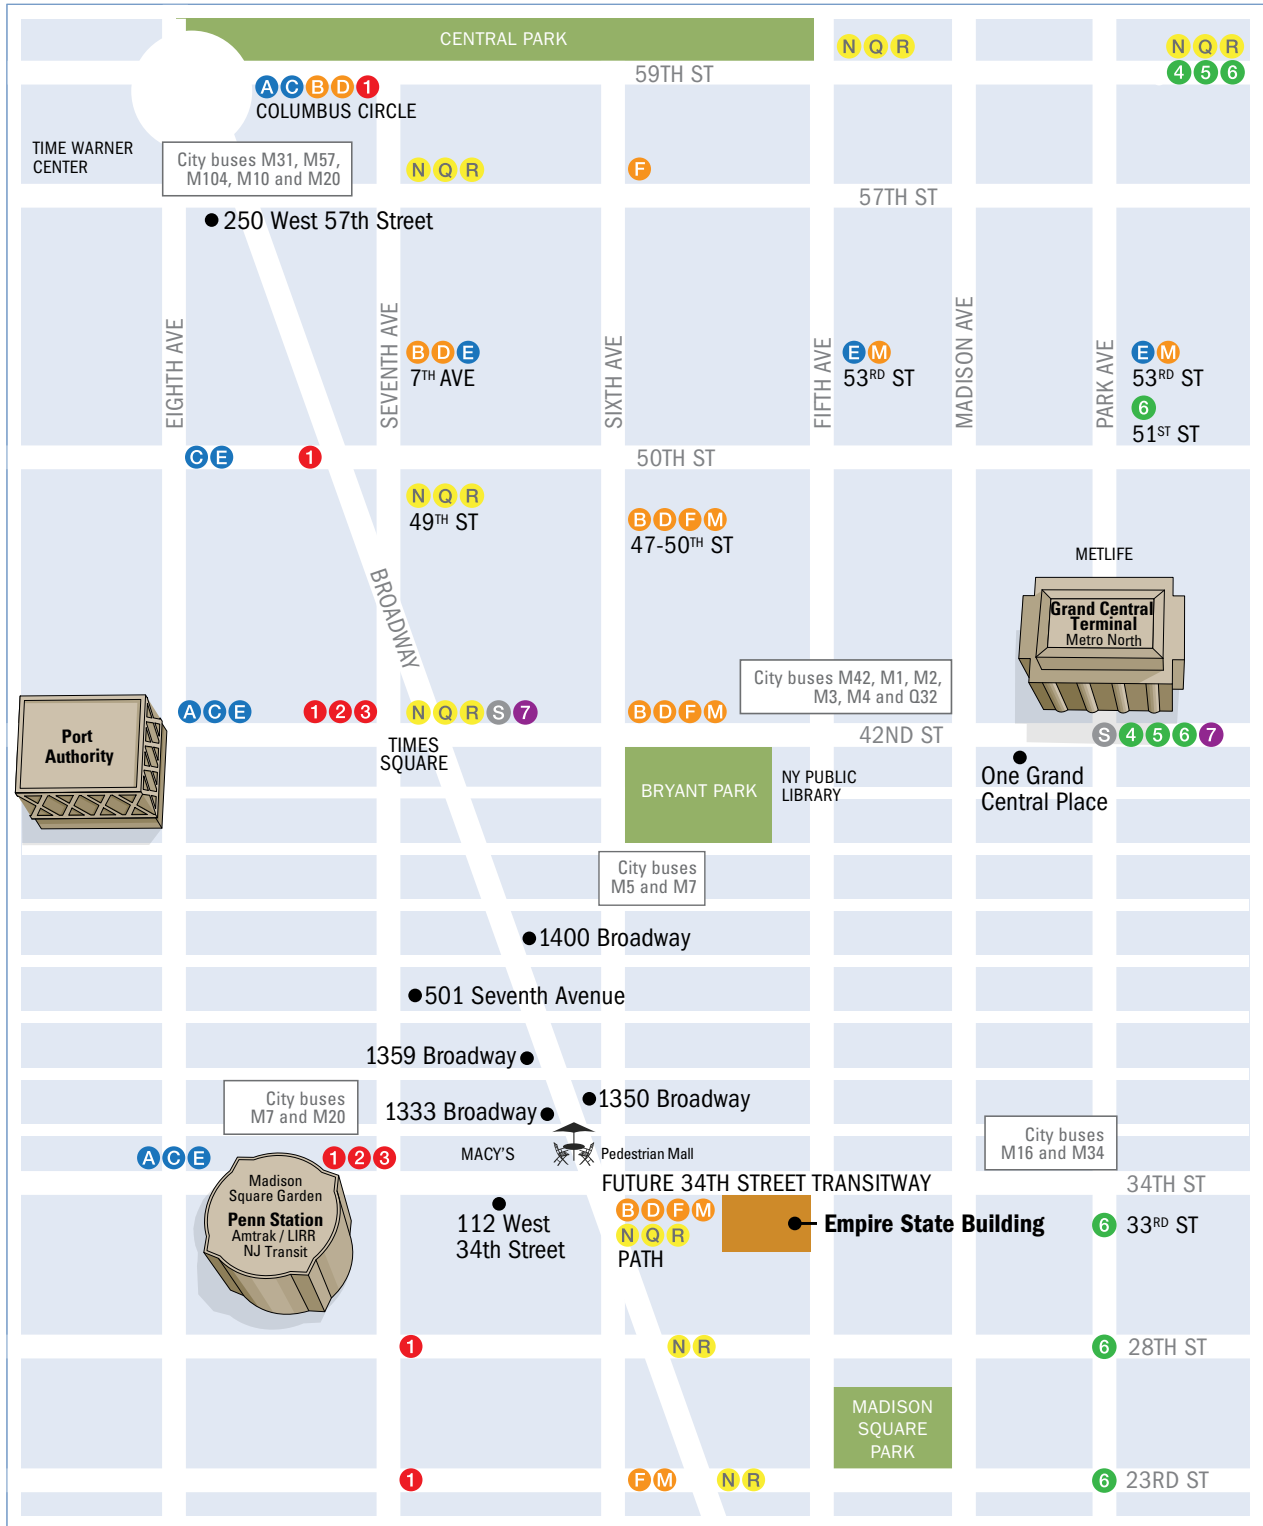 CENTRAL PARK
N Q R
N Q R
59TH ST
4 5 6
A C B D 1
COLUMBUS CIRCLE
TIME WARNER
CENTER
City buses M31, M57,
M104, M10 and M20
N Q R
F
57TH ST
250 West 57th Street
EIGHTH AVE
SEVENTH AVE
SIXTH AVE
FIFTH AVE
MADISON AVE
PARK AVE
B D E
7TH AVE
E M
53RD ST
E M
53RD ST
6
51ST ST
C E
1
50TH ST
N Q R
49TH ST
B D F M
47-50TH ST
BROADWAY
METLIFE
Grand Central
Terminal
Metro North
City buses M42, M1, M2,
M3, M4 and Q32
Port
Authority
A C E
1 2 3
N Q R S 7
B D F M
42ND ST
S 4 5 6 7
TIMES
SQUARE
BRYANT PARK
NY PUBLIC
LIBRARY
One Grand
Central Place
City buses
M5 and M7
1400 Broadway
501 Seventh Avenue
1359 Broadway
1350 Broadway
1333 Broadway
City buses
M7 and M20
City buses
M16 and M34
A C E
1 2 3
MACY'S
Pedestrian Mall
Madison
Square Garden
Penn Station
Amtrak / LIRR
NJ Transit
FUTURE 34TH STREET TRANSITWAY
34TH ST
112 West
34th Street
B D F M
N Q R
PATH
Empire State Building
6
33RD ST
1
N R
6
28TH ST
MADISON
SQUARE
PARK
1
F M
N R
6
23RD ST